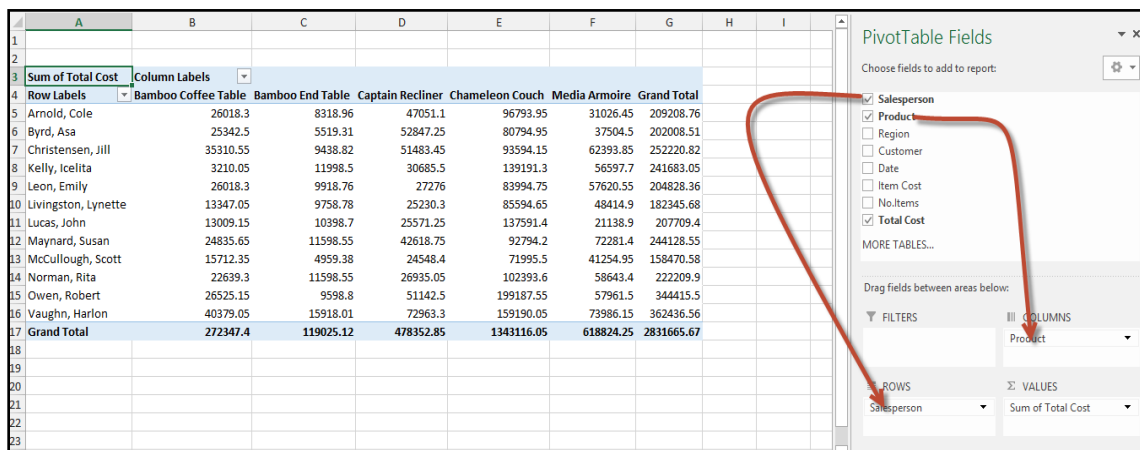 A B C D E F G H I
1
2
3 Sum of Total Cost Column Labels
4 Row Labels Bamboo Coffee Table Bamboo End Table Captain Recliner Chameleon Couch Media Armoire Grand Total
5 Arnold, Cole 26018.3 8318.96 47051.1 96793.95 31026.45 209208.76
6 Byrd, Asa 25342.5 5519.31 52847.25 80794.95 37504.5 202008.51
7 Christensen, Jill 35310.55 9438.82 51483.45 93594.15 62393.85 252220.82
8 Kelly, Icelita 3210.05 11998.5 30685.5 139191.3 56597.7 241683.05
9 Leon, Emily 26018.3 9918.76 27276 83994.75 57620.55 204828.36
10 Livingston, Lynette 13347.05 9758.78 25230.3 85594.65 48414.9 182345.68
11 Lucas, John 13009.15 10398.7 25571.25 137591.4 21138.9 207709.4
12 Maynard, Susan 24835.65 11598.55 42618.75 92794.2 72281.4 244128.55
13 McCullough, Scott 15712.35 4959.38 24548.4 71995.5 41254.95 158470.58
14 Norman, Rita 22639.3 11598.55 26935.05 102393.6 58643.4 222209.9
15 Owen, Robert 26525.15 9598.8 51142.5 199187.55 57961.5 344415.5
16 Vaughn, Harlon 40379.05 15918.01 72963.3 159190.05 73986.15 362436.56
17 Grand Total 272347.4 119025.12 478352.85 1343116.05 618824.25 2831665.67
18
19
20
21
22
23
PivotTable Fields
Choose fields to add to report:
Salesperson
Product
Region
Customer
Date
Item Cost
No.Items
Total Cost
MORE TABLES...
Drag fields between areas below:
FILTERS
COLUMNS
Product
ROWS
Salesperson
Σ VALUES
Sum of Total Cost